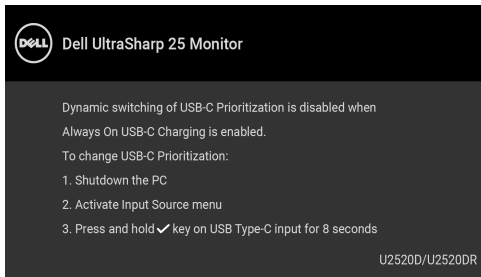 DELL
Dell UltraSharp 25 Monitor
Dynamic switching of USB-C Prioritization is disabled when
Always On USB-C Charging is enabled.
To change USB-C Prioritization:
1. Shutdown the PC
2. Activate Input Source menu
3. Press and hold ✓ key on USB Type-C input for 8 seconds
U2520D/U2520DR